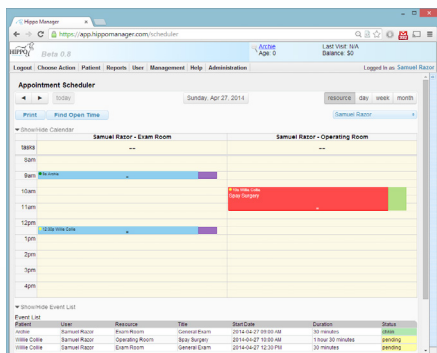 Hippo Manager
https://app.hippomanager.com/scheduler
HIPPO
Beta 0.8
Archie
Age: 0
Last Visit: N/A
Balance: $0
Logout Choose Action Patient Reports User Management Help Administration
Logged In as Samuel Razor
Appointment Scheduler
today
Sunday, Apr 27, 2014
resource day week month
Print Find Open Time
Samuel Razor
Show/Hide Calendar
Samuel Razor - Exam Room
Samuel Razor - Operating Room
tasks
--
--
8am
9am
9a Archie
10am
10a Willie Collie
Spay Surgery
11am
12pm
12:30p Willie Collie
1pm
2pm
3pm
4pm
Show/Hide Event List
Event List
Patient User Resource Title Start Date Duration Status
Archie Samuel Razor Exam Room General Exam 2014-04-27 09:00 AM 30 minutes
Willie Collie Samuel Razor Operating Room Spay Surgery 2014-04-27 10:00 AM 1 hour 30 minutes pending
Willie Collie Samuel Razor Exam Room General Exam 2014-04-27 12:30 PM 30 minutes pending